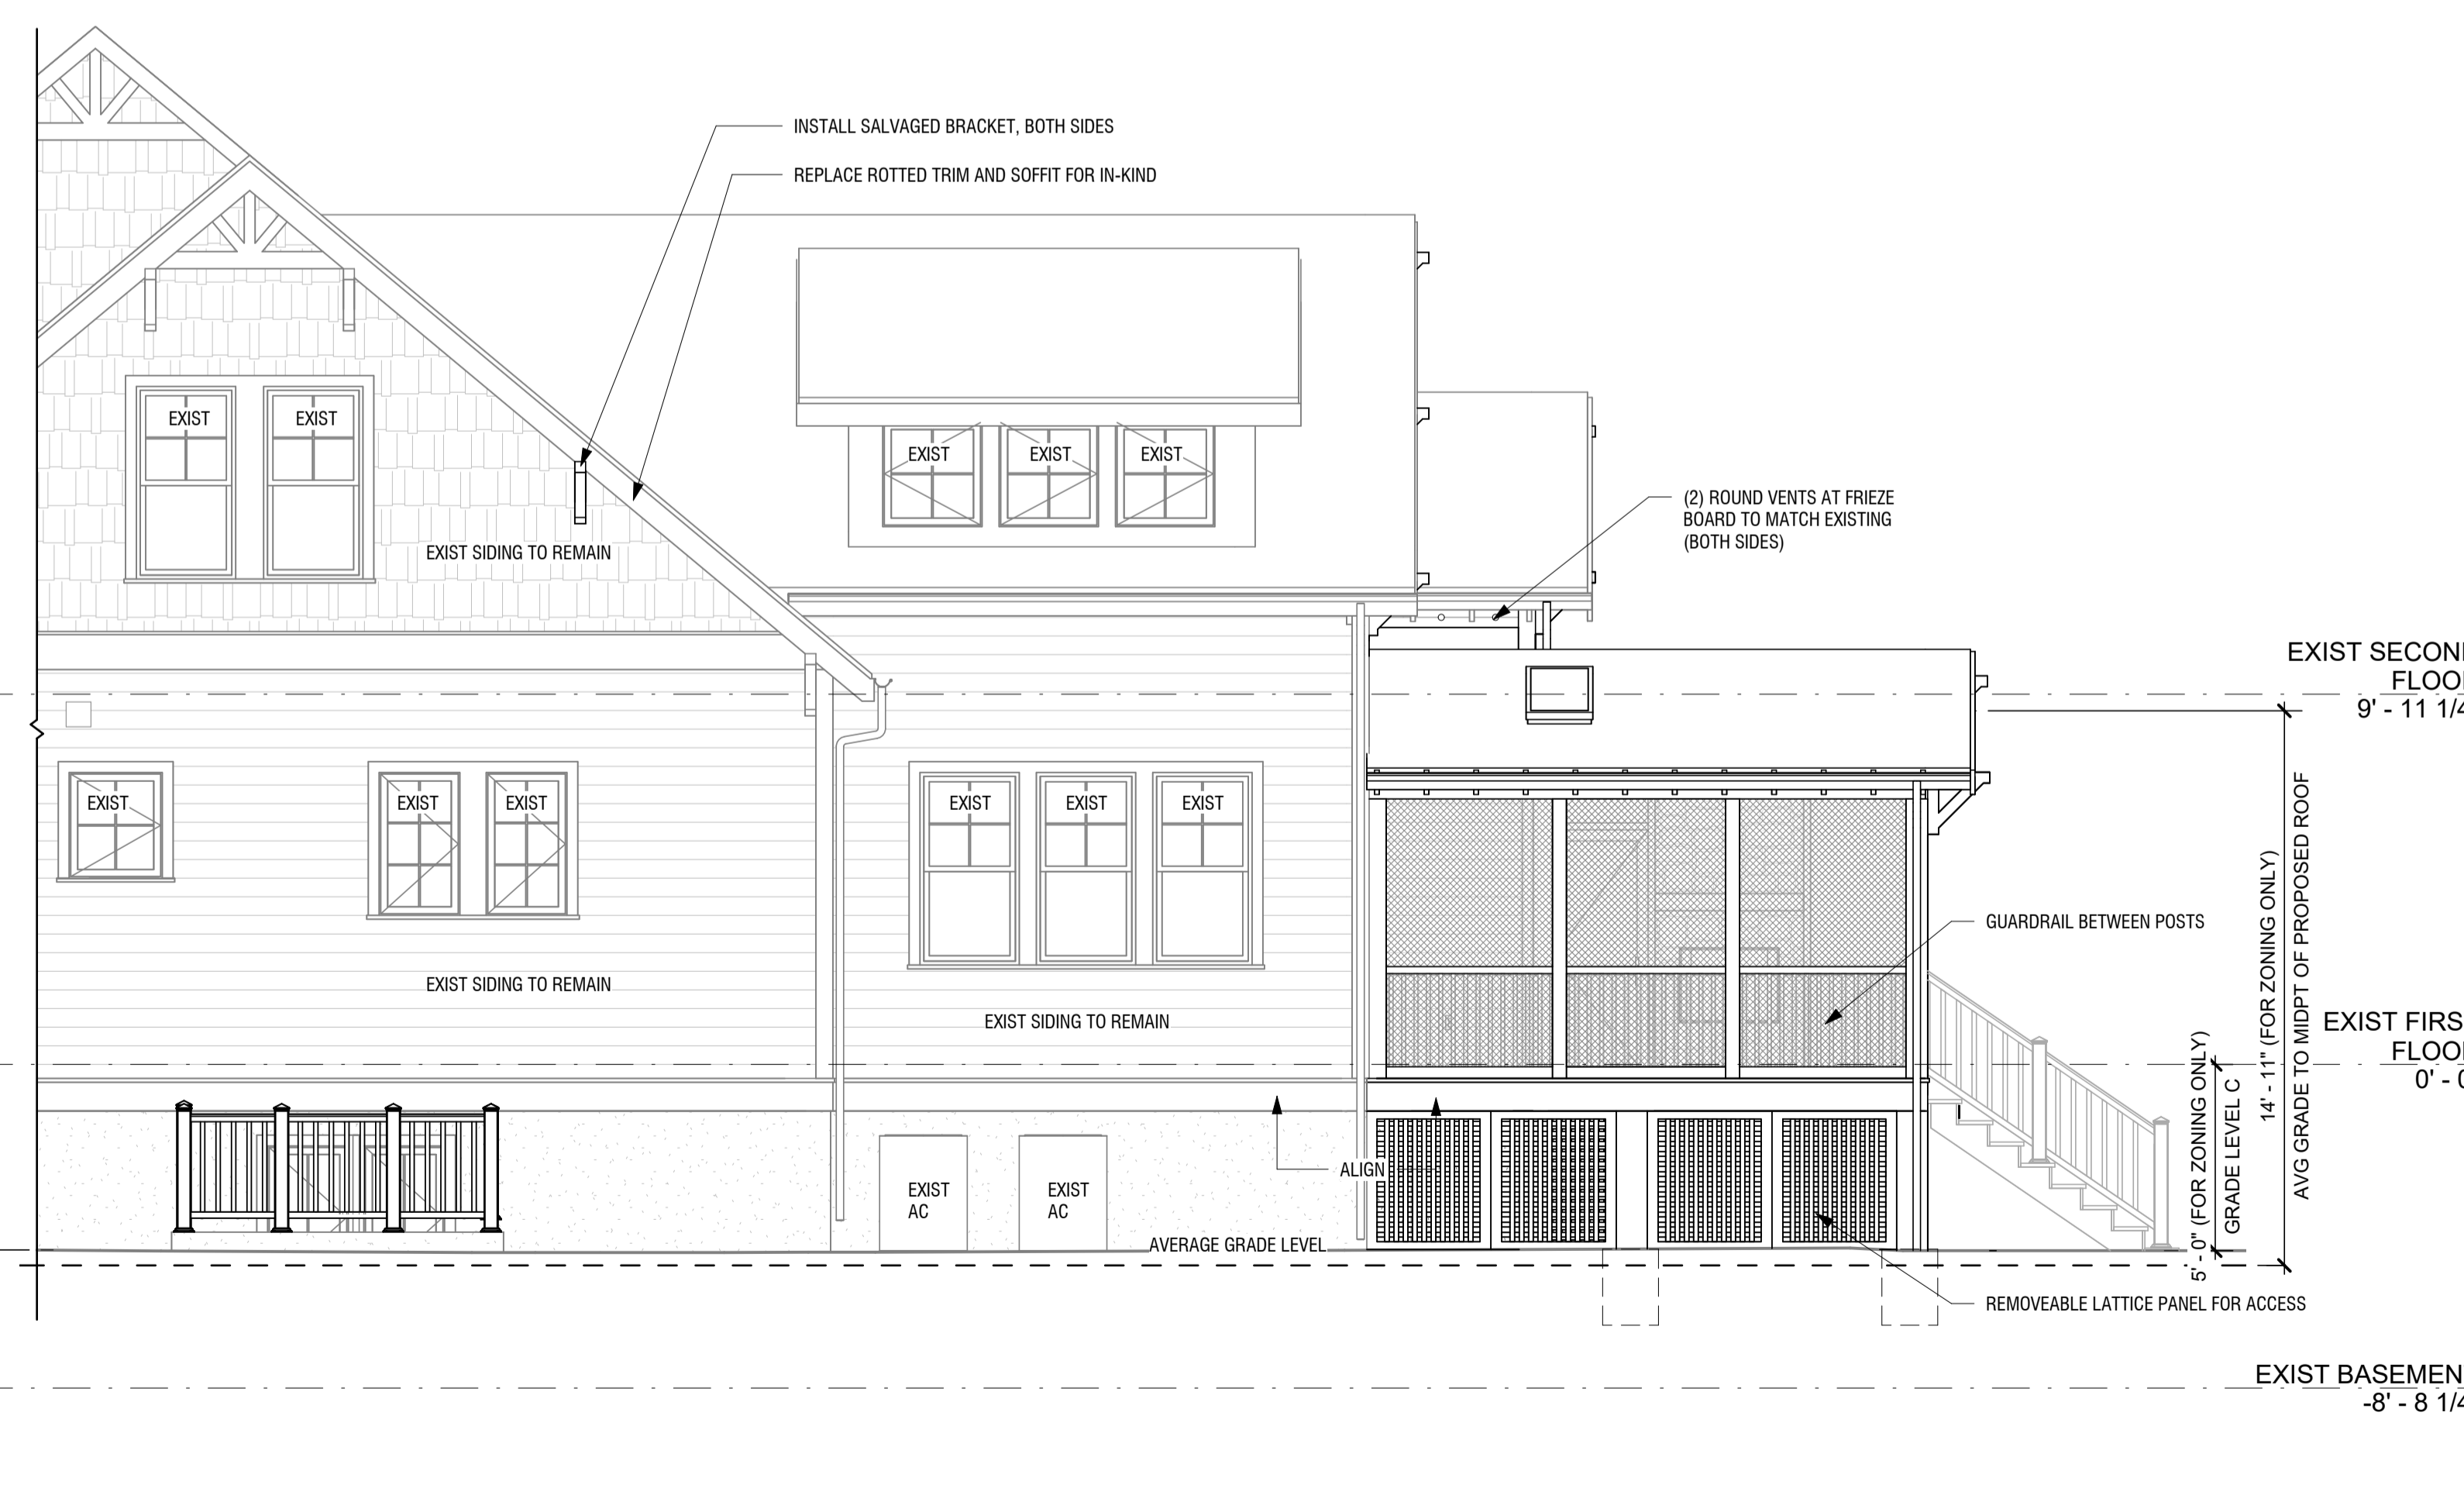 INSTALL SALVAGED BRACKET, BOTH SIDES
REPLACE ROTTED TRIM AND SOFFIT FOR IN-KIND
EXIST
EXIST
EXIST
EXIST
EXIST
(2) ROUND VENTS AT FRIEZE
BOARD TO MATCH EXISTING
(BOTH SIDES)
EXIST SIDING TO REMAIN
EXIST SECON
FLOO
9' - 11 1/4
EXIST
EXIST
EXIST
EXIST
EXIST
EXIST
GUARDRAIL BETWEEN POSTS
EXIST SIDING TO REMAIN
EXIST SIDING TO REMAIN
EXIST FIRS
FLOO
0' - 0
14' - 11" (FOR ZONING ONLY)
AVG GRADE TO MIDPT OF PROPOSED ROOF
5' - 0" (FOR ZONING ONLY)
GRADE LEVEL C
ALIGN
EXIST
AC
EXIST
AC
AVERAGE GRADE LEVEL
REMOVEABLE LATTICE PANEL FOR ACCESS
EXIST BASEMEN
-8' - 8 1/4